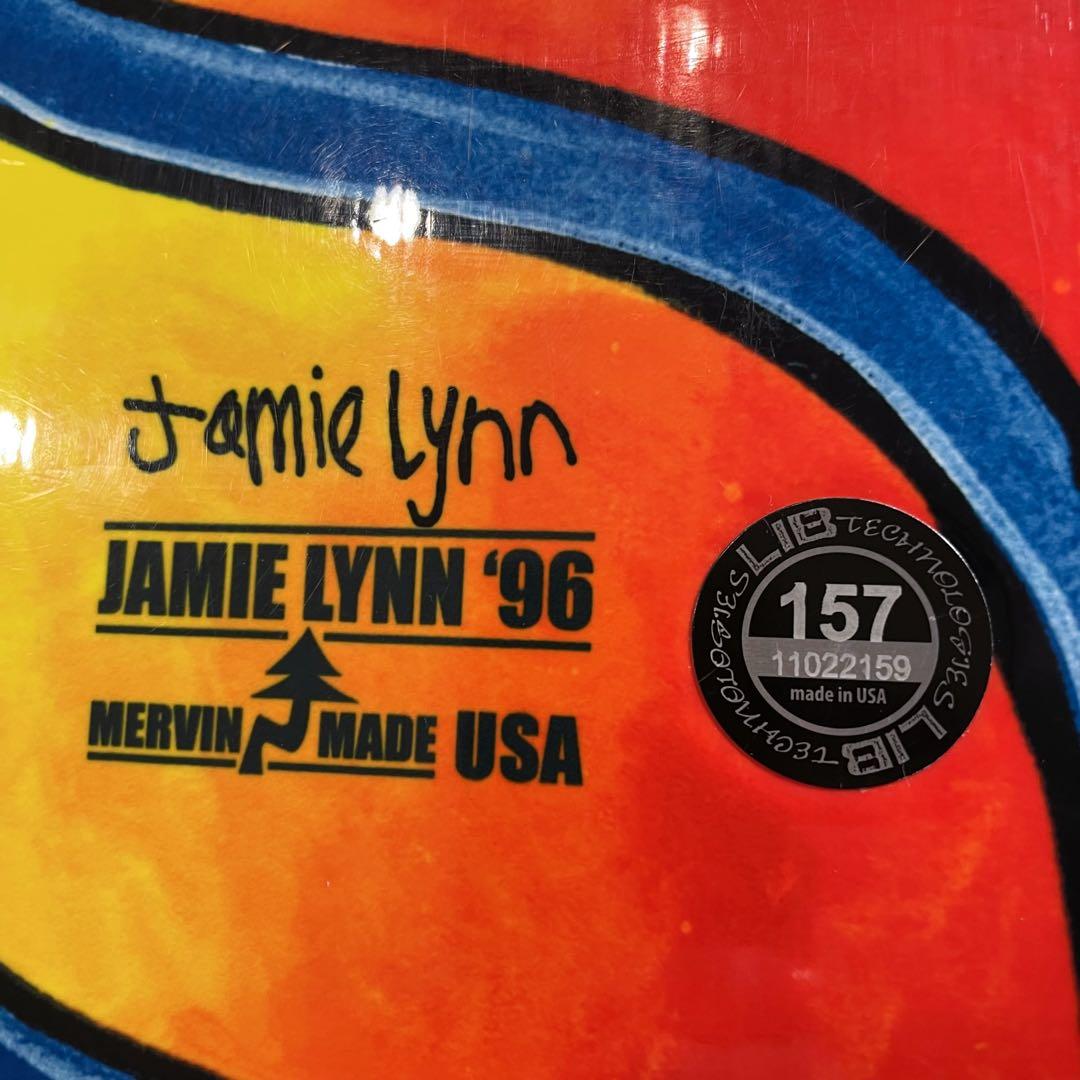 Jamie Lynn
JAMIE LYNN '96
MERVIN MADE USA
LIB TECHNOLOGIES
157
11022159
made in USA
LIB TECHNOLOGIES